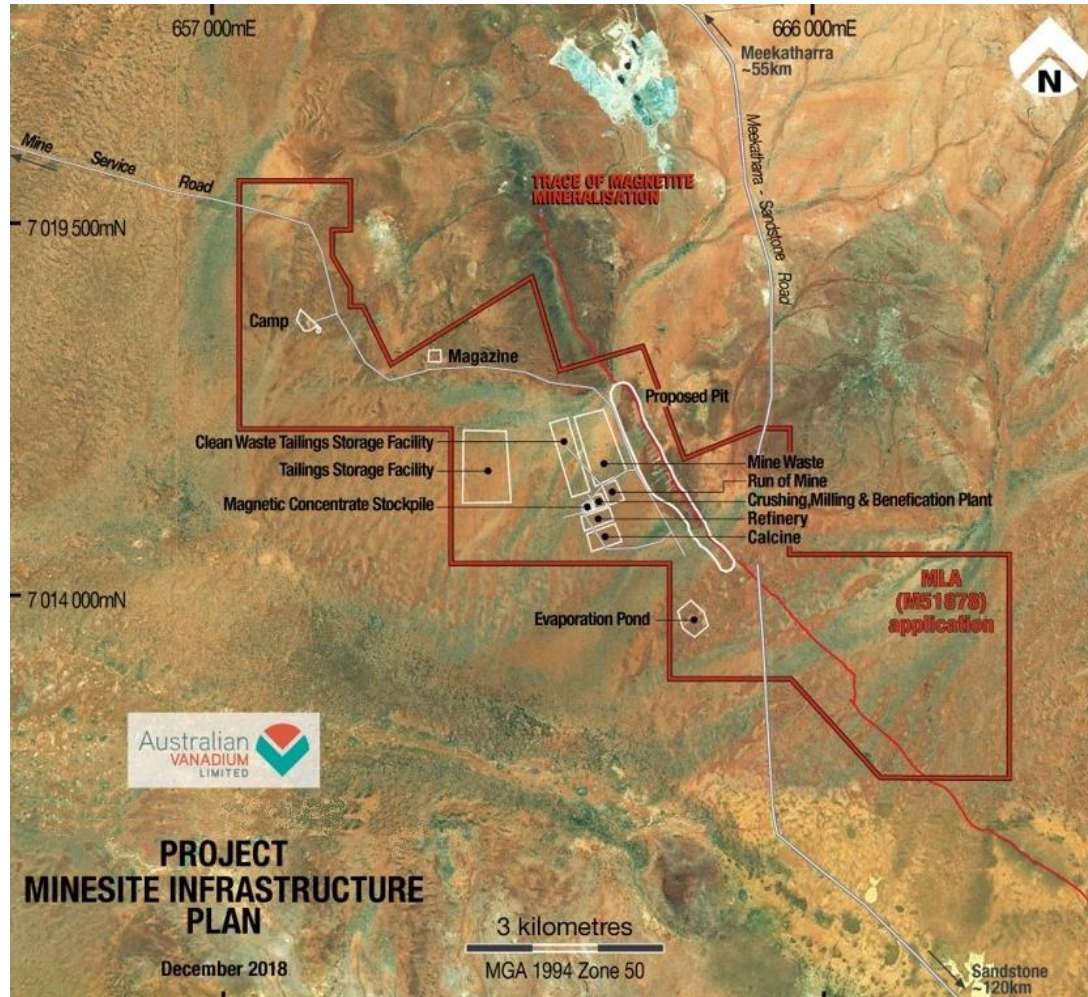 657 000mE
666 000mE
Meekatharra
~55km
N
Mine Service Road
Meekatharra - Sandstone Road
TRACE OF MAGNETITE
MINERALISATION
7 019 500mN
Camp
Magazine
Proposed Pit
Clean Waste Tailings Storage Facility
Tailings Storage Facility
Magnetic Concentrate Stockpile
Mine Waste
Run of Mine
Crushing,Milling & Benefication Plant
Refinery
Calcine
7 014 000mN
MLA
(M51878)
application
Evaporation Pond
Australian
VANADIUM
LIMITED
PROJECT
MINESITE INFRASTRUCTURE
PLAN
December 2018
3 kilometres
MGA 1994 Zone 50
Sandstone
~120km